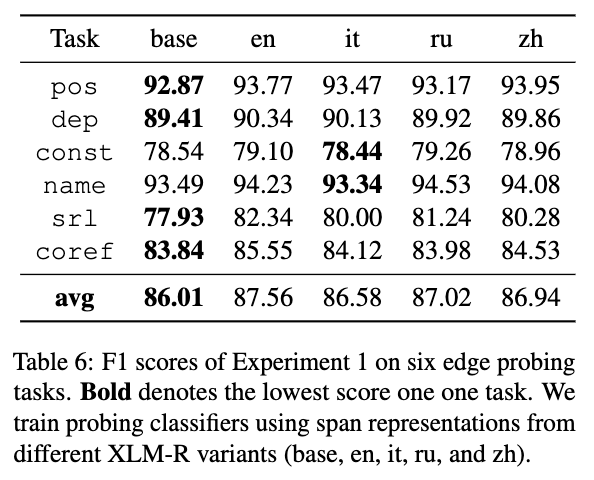 Task base en it ru zh
pos 92.87 93.77 93.47 93.17 93.95
dep 89.41 90.34 90.13 89.92 89.86
const 78.54 79.10 78.44 79.26 78.96
name 93.49 94.23 93.34 94.53 94.08
srl 77.93 82.34 80.00 81.24 80.28
coref 83.84 85.55 84.12 83.98 84.53
avg 86.01 87.56 86.58 87.02 86.94
Table 6: F1 scores of Experiment 1 on six edge probing
tasks. Bold denotes the lowest score one one task. We
train probing classifiers using span representations from
different XLM-R variants (base, en, it, ru, and zh).